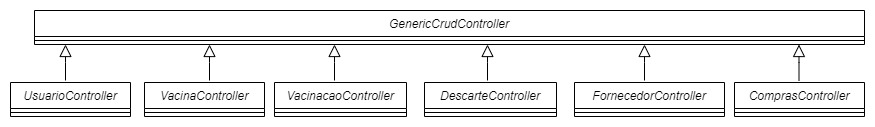 GenericCrudController
UsuarioController
VacinaController
VacinacaoController
DescarteController
FornecedorController
ComprasController